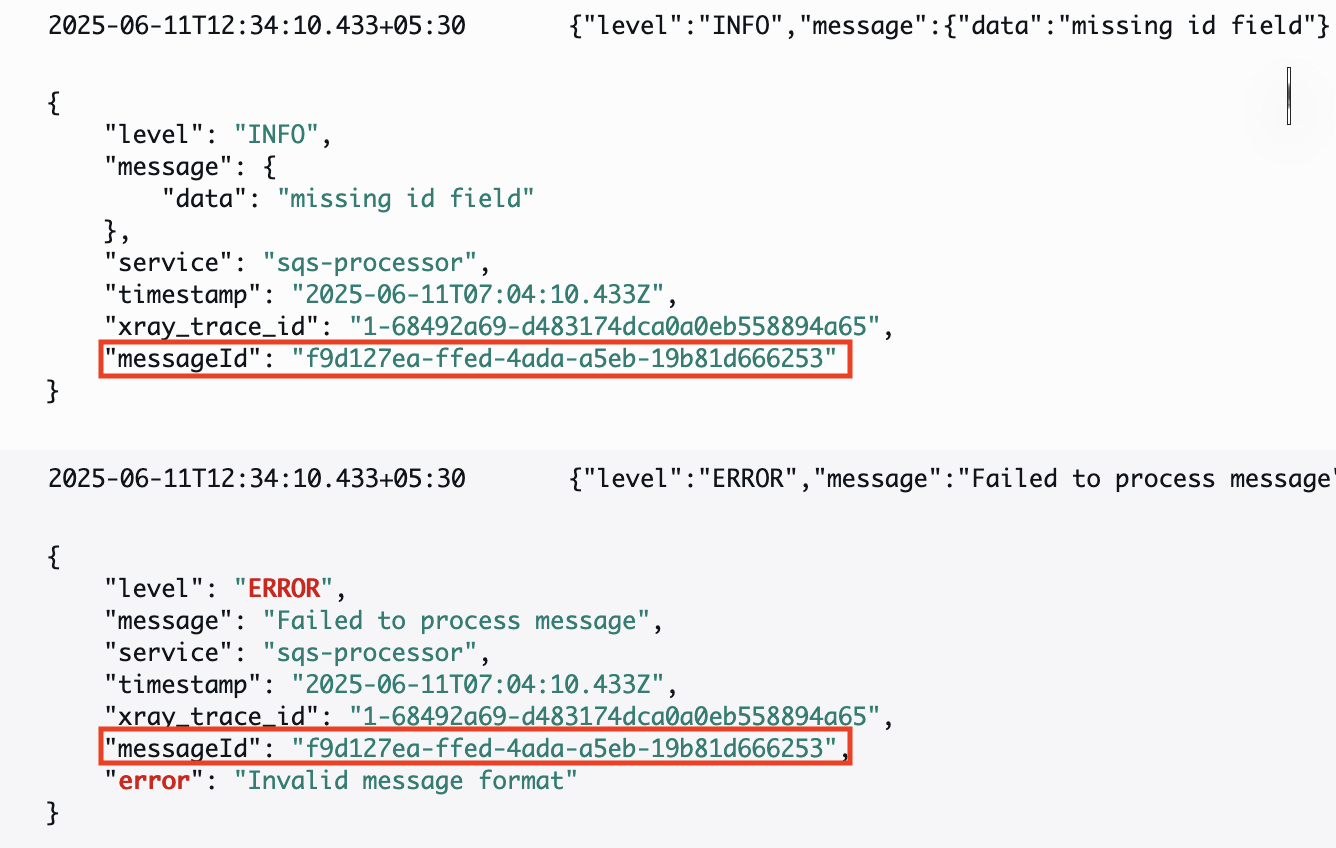 2025-06-11T12:34:10.433+05:30 {"level":"INFO","message":{"data":"missing id field"}
{
"level": "INFO",
"message": {
"data": "missing id field"
},
"service": "sqs-processor",
"timestamp": "2025-06-11T07:04:10.433Z",
"xray_trace_id": "1-68492a69-d483174dca0a0eb558894a65",
"messageId": "f9d127ea-ffed-4ada-a5eb-19b81d666253"
}
2025-06-11T12:34:10.433+05:30 {"level":"ERROR","message":"Failed to process message"
{
"level": "ERROR",
"message": "Failed to process message",
"service": "sqs-processor",
"timestamp": "2025-06-11T07:04:10.433Z",
"xray_trace_id": "1-68492a69-d483174dca0a0eb558894a65",
"messageId": "f9d127ea-ffed-4ada-a5eb-19b81d666253",
"error": "Invalid message format"
}